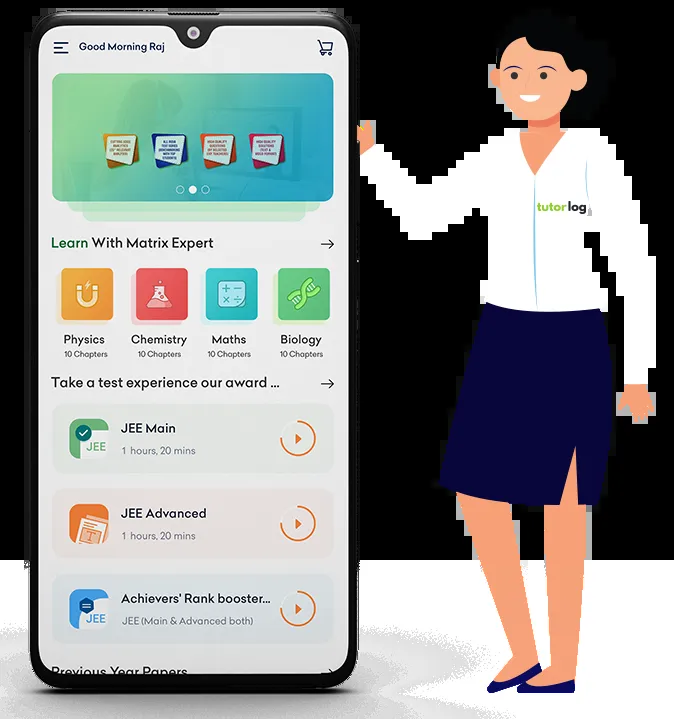 Good Morning Raj
Learn With Matrix Expert
Physics
10 Chapters
Chemistry
10 Chapters
Maths
10 Chapters
Biology
10 Chapters
Take a test experience our award ...
JEE
JEE Main
1 hours, 20 mins
JEE Advanced
1 hours, 20 mins
JEE
Achievers' Rank booster...
JEE (Main & Advanced both)
Previous Year Papers
tutorlog